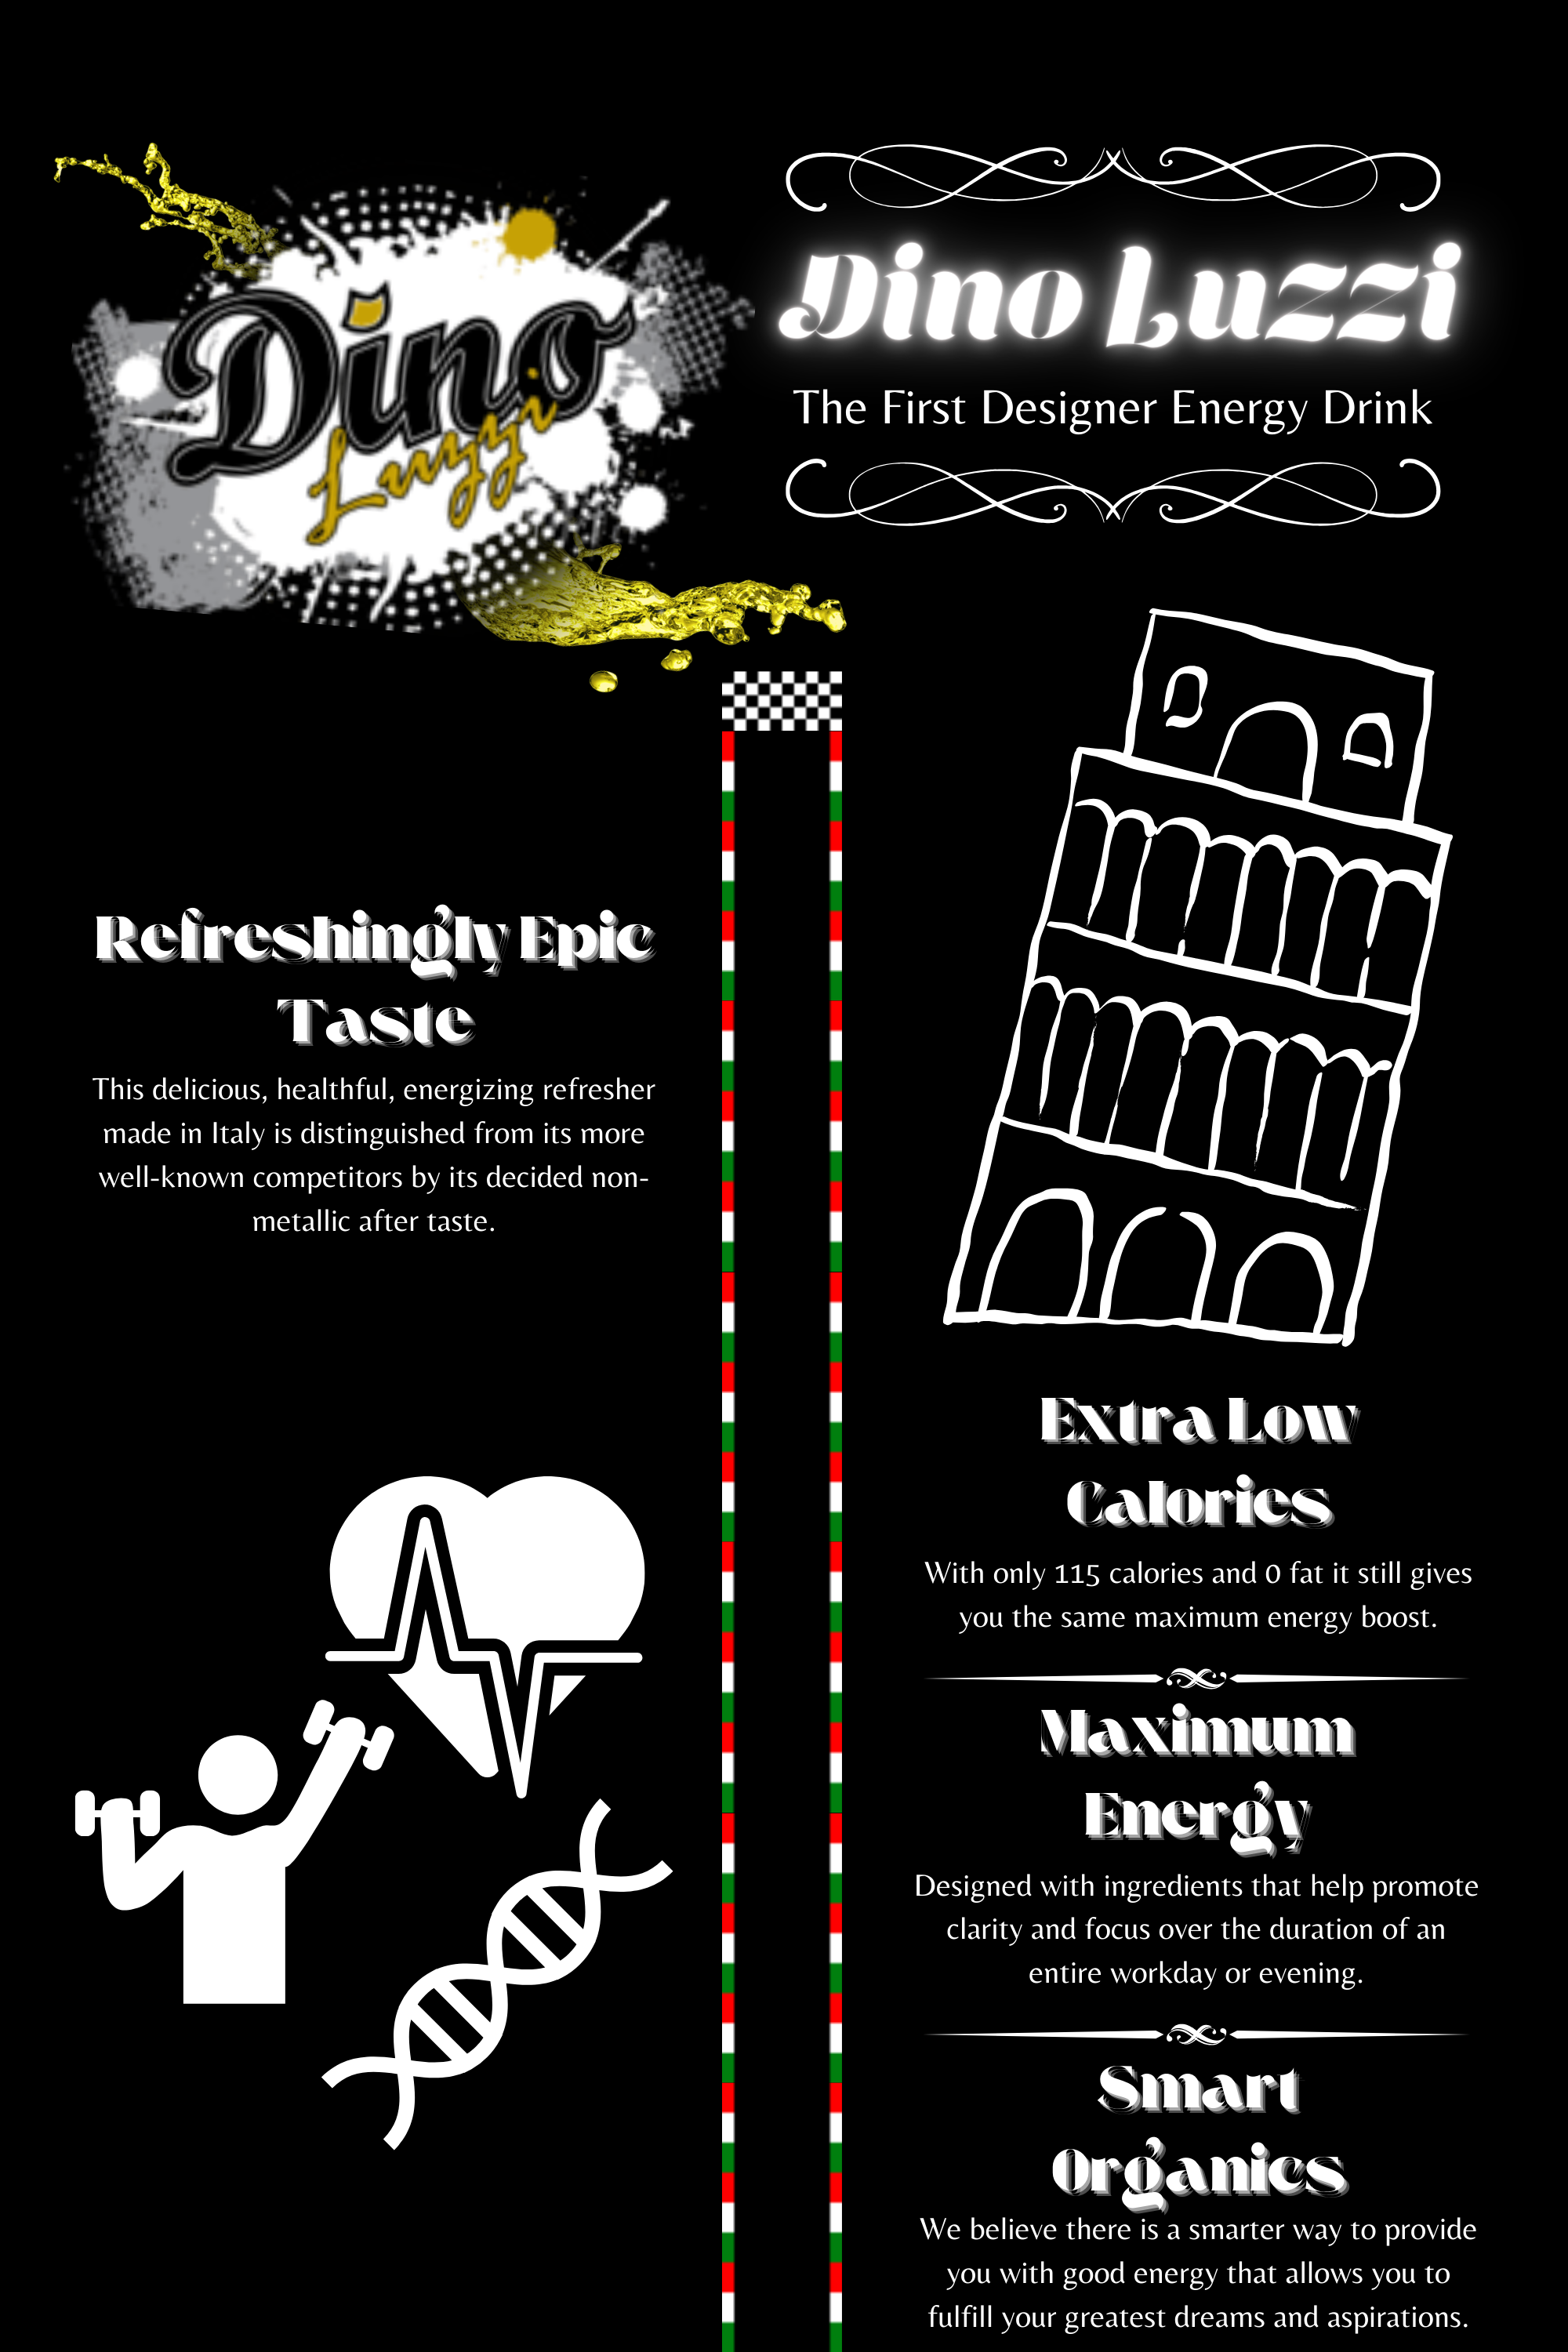 Dino
Luzzi
Dino Luzzi
The First Designer Energy Drink
Refreshingly Epic
Taste
This delicious, healthful, energizing refresher
made in Italy is distinguished from its more
well-known competitors by its decided non-
metallic after taste.
Extra Low
Calories
With only 115 calories and 0 fat it still gives
you the same maximum energy boost.
Maximum
Energy
Designed with ingredients that help promote
clarity and focus over the duration of an
entire workday or evening.
Smart
Organics
We believe there is a smarter way to provide
you with good energy that allows you to
fulfill your greatest dreams and aspirations.